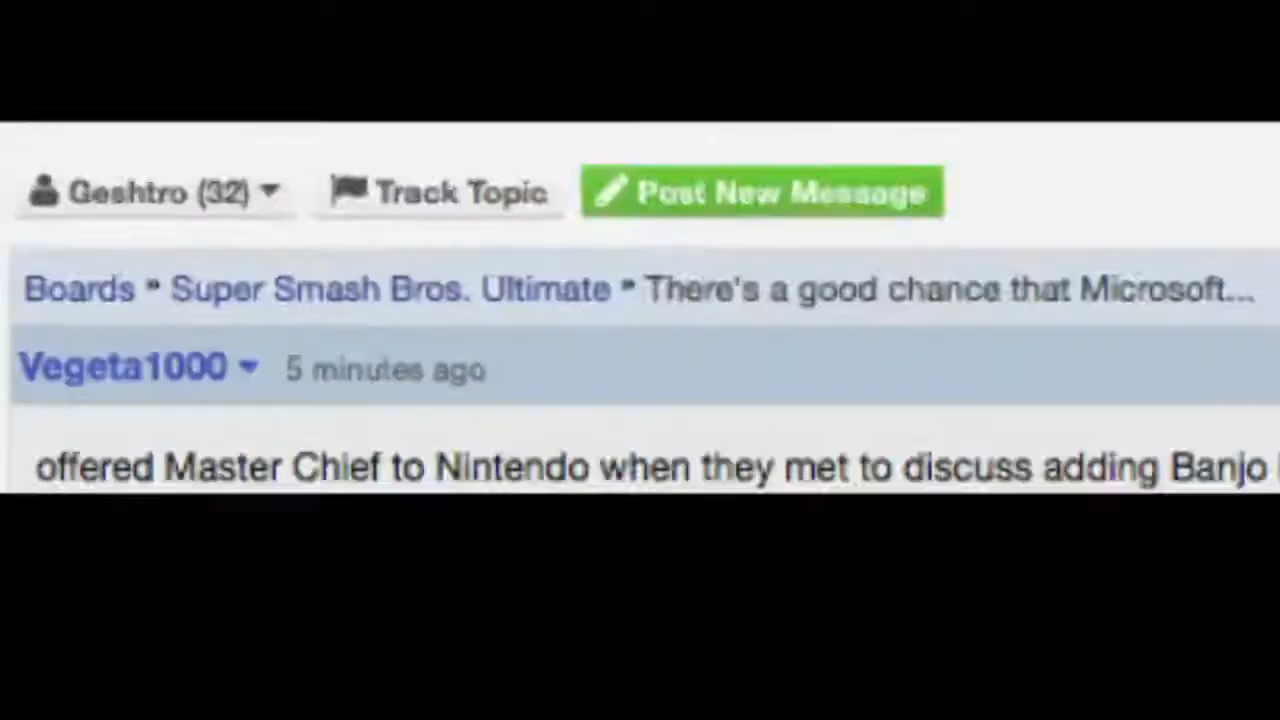 Geshtro (32) Track Topic Post New Message
Boards » Super Smash Bros. Ultimate » There's a good chance that Microsoft...
Vegeta1000 5 minutes ago
offered Master Chief to Nintendo when they met to discuss adding Banjo